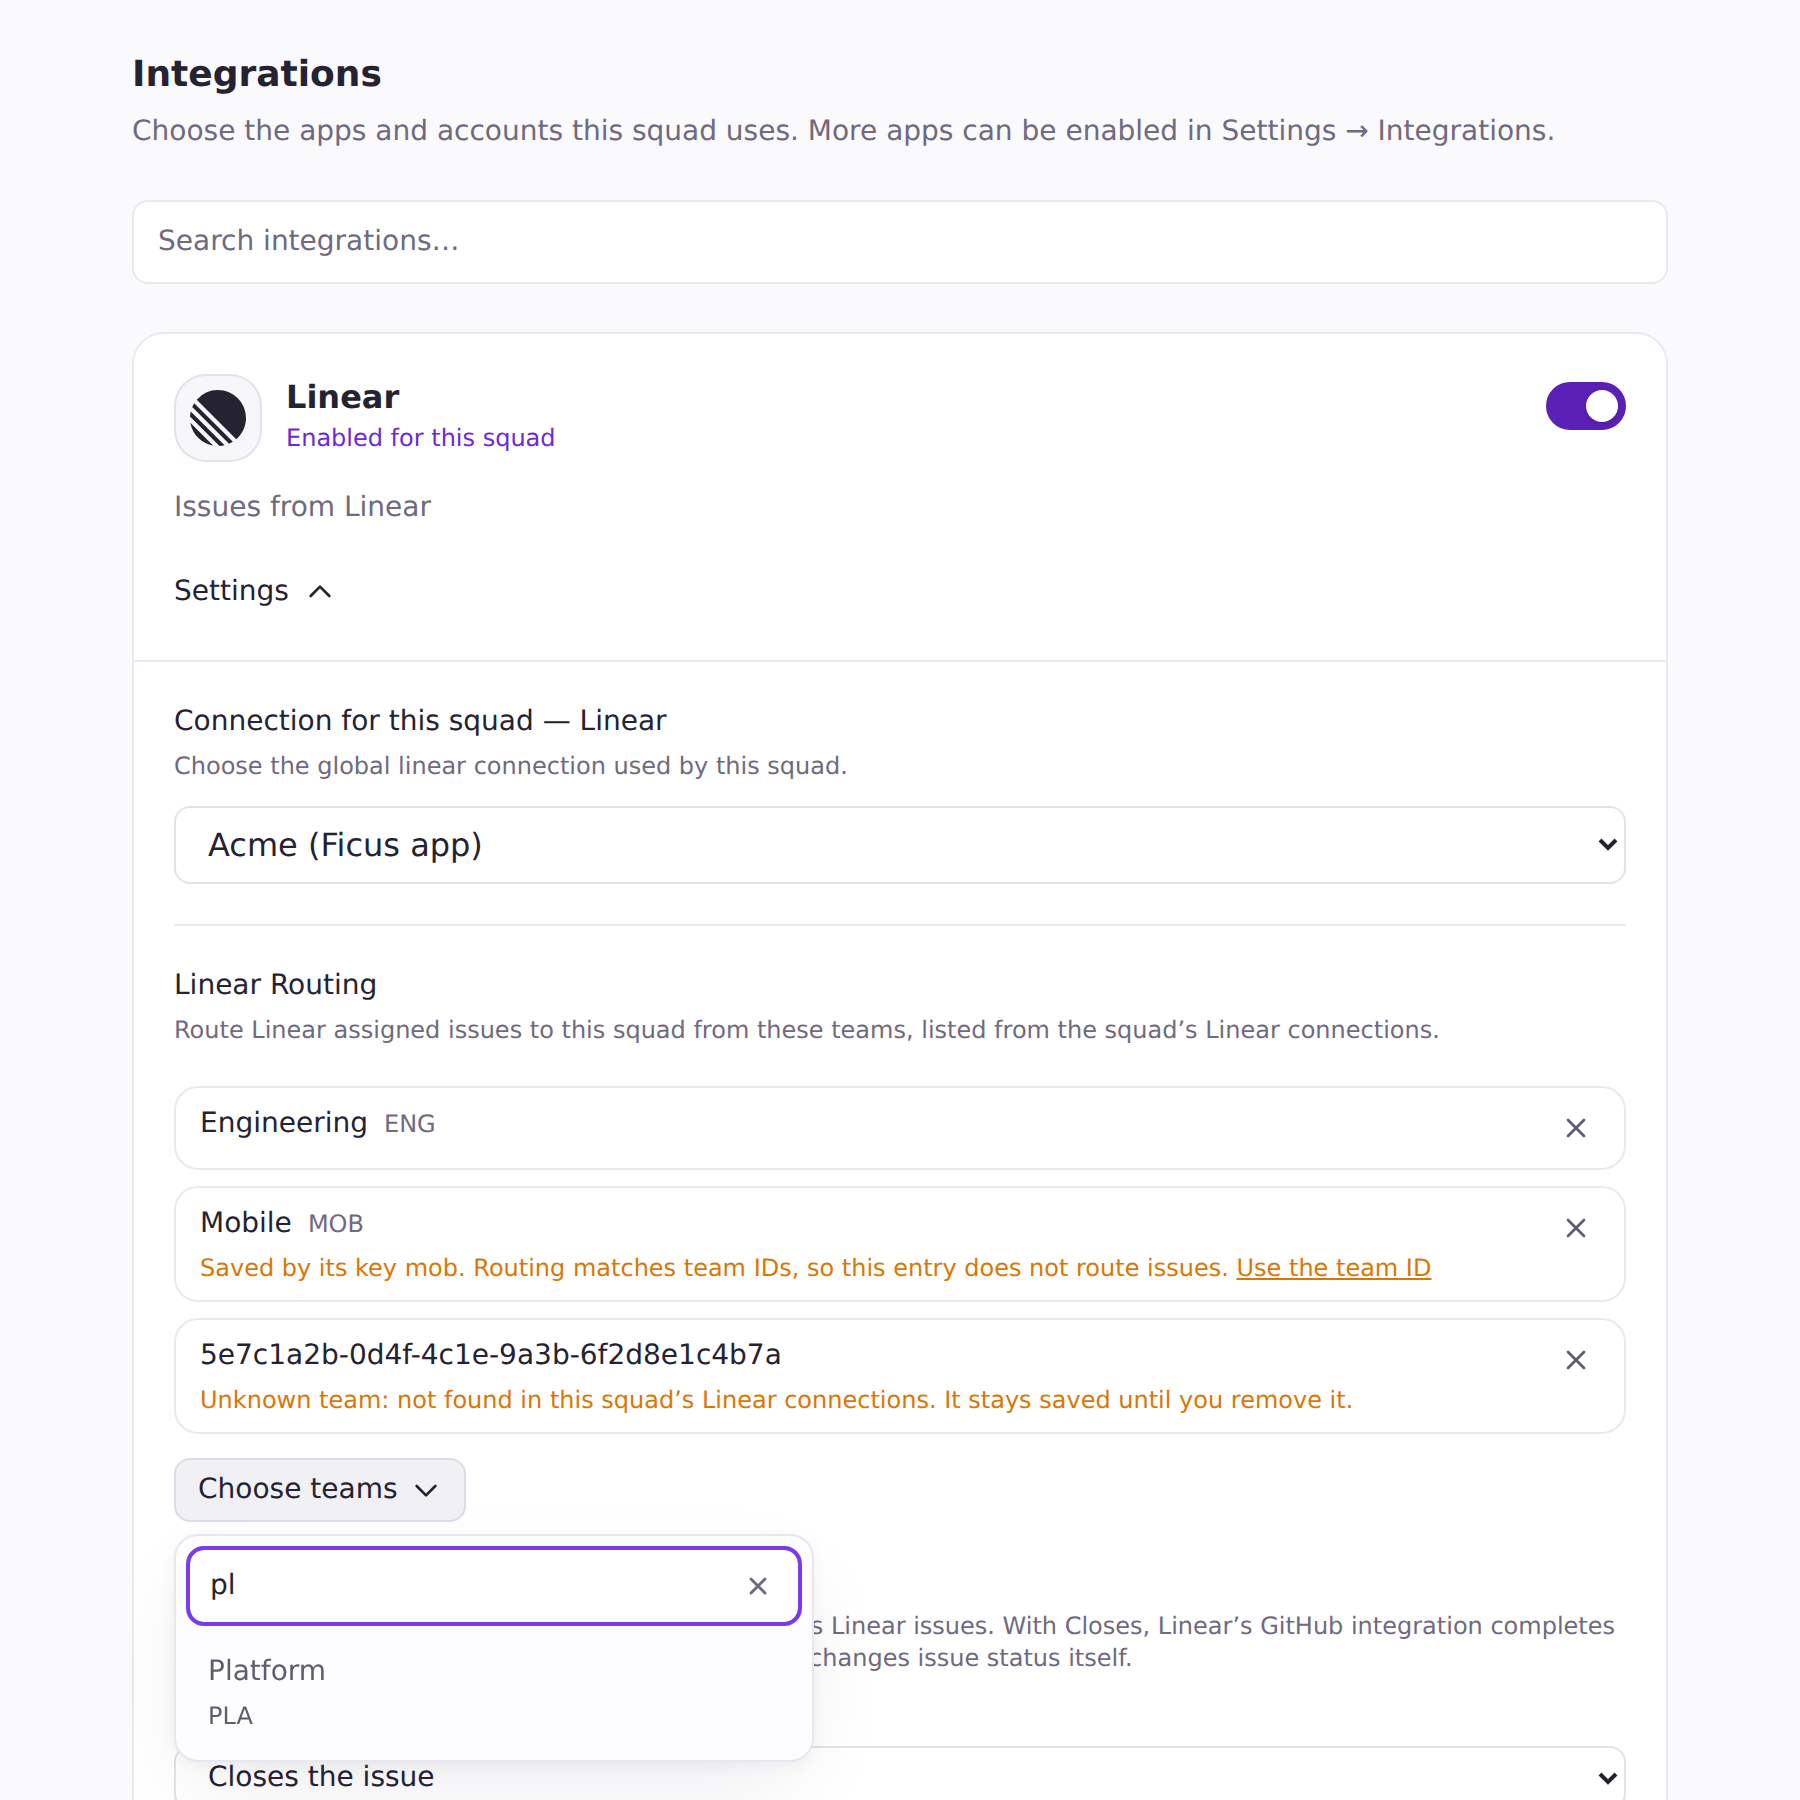 Integrations
Choose the apps and accounts this squad uses. More apps can be enabled in Settings → Integrations.
Search integrations...
Linear
Enabled for this squad
Issues from Linear
Settings
Connection for this squad — Linear
Choose the global linear connection used by this squad.
Acme (Ficus app)
Linear Routing
Route Linear assigned issues to this squad from these teams, listed from the squad’s Linear connections.
Engineering ENG
Mobile MOB
Saved by its key mob. Routing matches team IDs, so this entry does not route issues. Use the team ID
5e7c1a2b-0d4f-4c1e-9a3b-6f2d8e1c4b7a
Unknown team: not found in this squad’s Linear connections. It stays saved until you remove it.
Choose teams
pl
Linear issues. With Closes, Linear’s GitHub integration completes
changes issue status itself.
Platform
PLA
Closes the issue